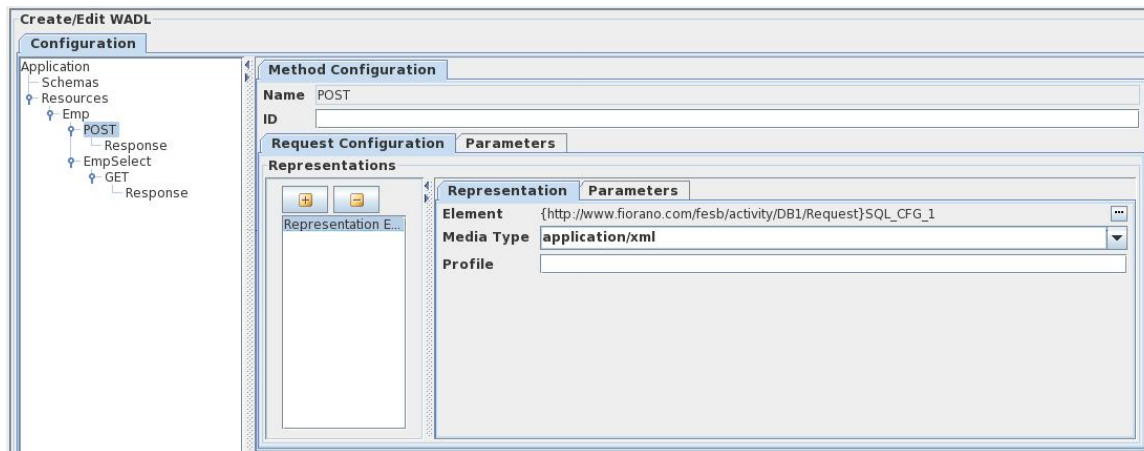 Create/Edit WADL
Configuration
Application
Schemas
Resources
Emp
POST
Response
EmpSelect
GET
Response
Method Configuration
Name POST
ID
Request Configuration Parameters
Representations
Representation E...
Representation Parameters
Element {http://www.fiorano.com/fesb/activity/DB1/Request}SQL_CFG_1 ...
Media Type application/xml
Profile